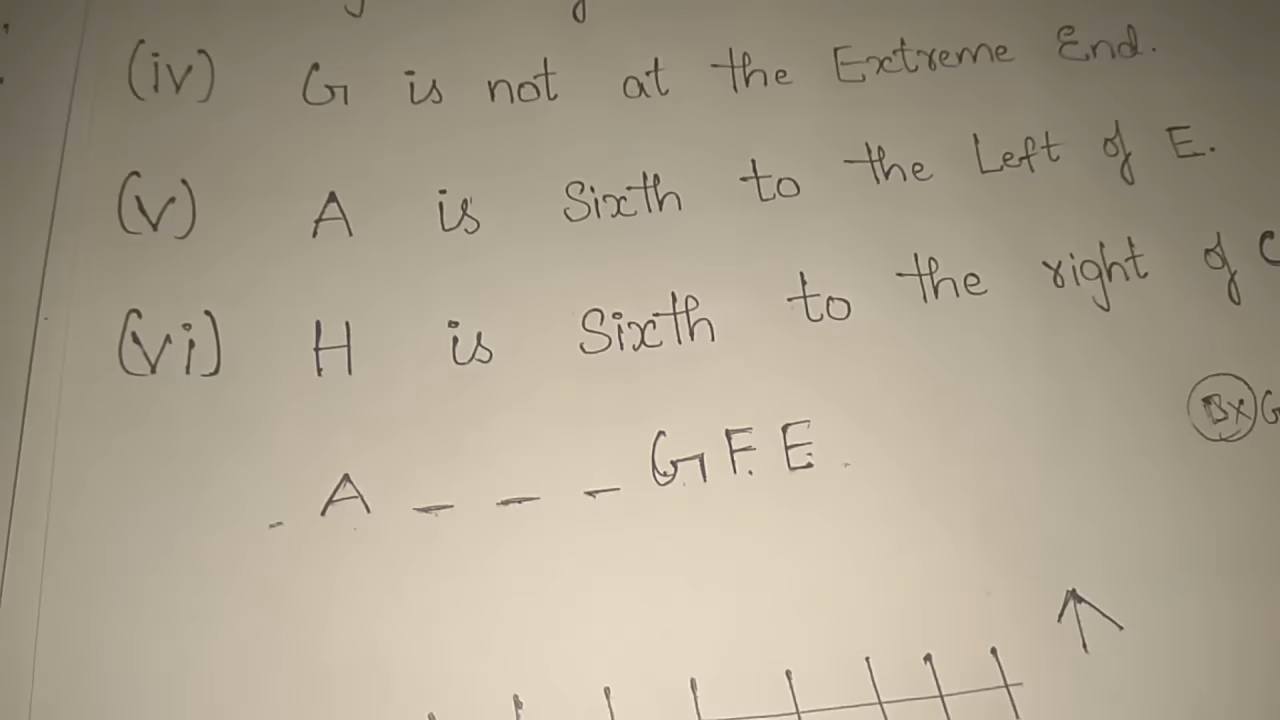 (iv) G is not at the Extreme End.
(v) A is Sixth to the Left of E.
(vi) H is Sixth to the right of C
A _ _ _ G F E